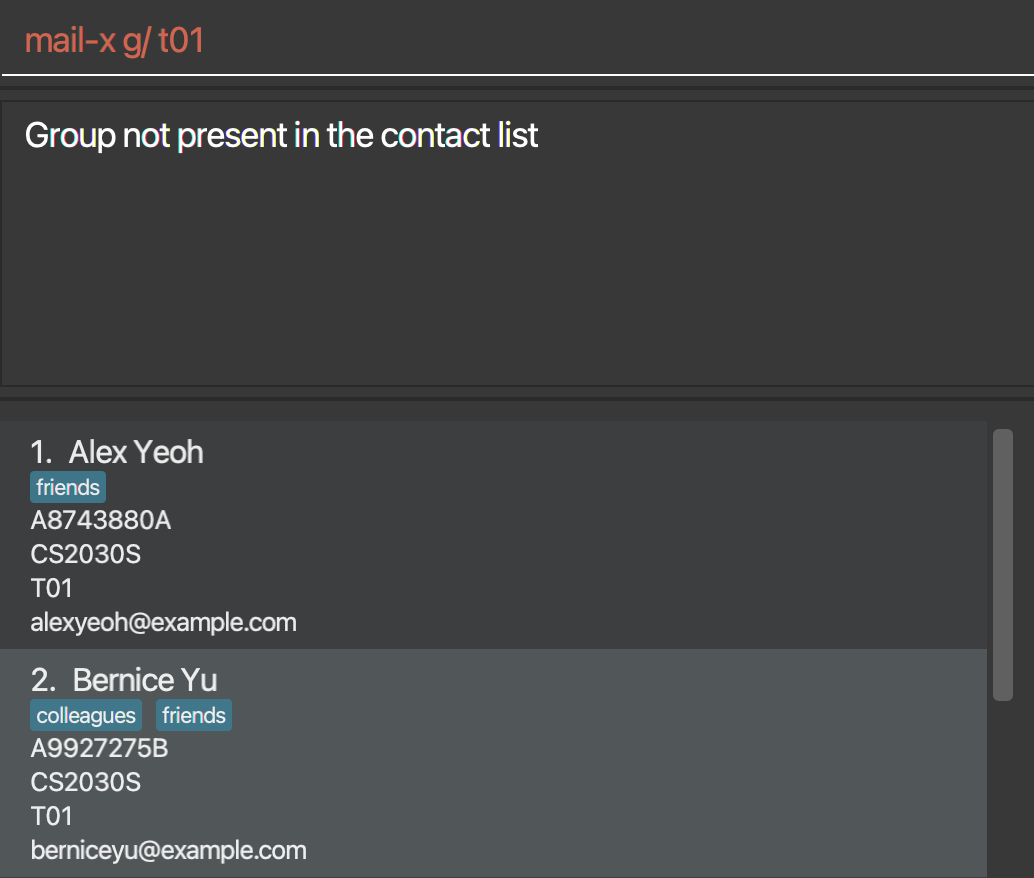 mail-x g/ t01
Group not present in the contact list
1. Alex Yeoh
friends
A8743880A
CS2030S
T01
alexyeoh@example.com
2. Bernice Yu
colleagues friends
A9927275B
CS2030S
T01
berniceyu@example.com